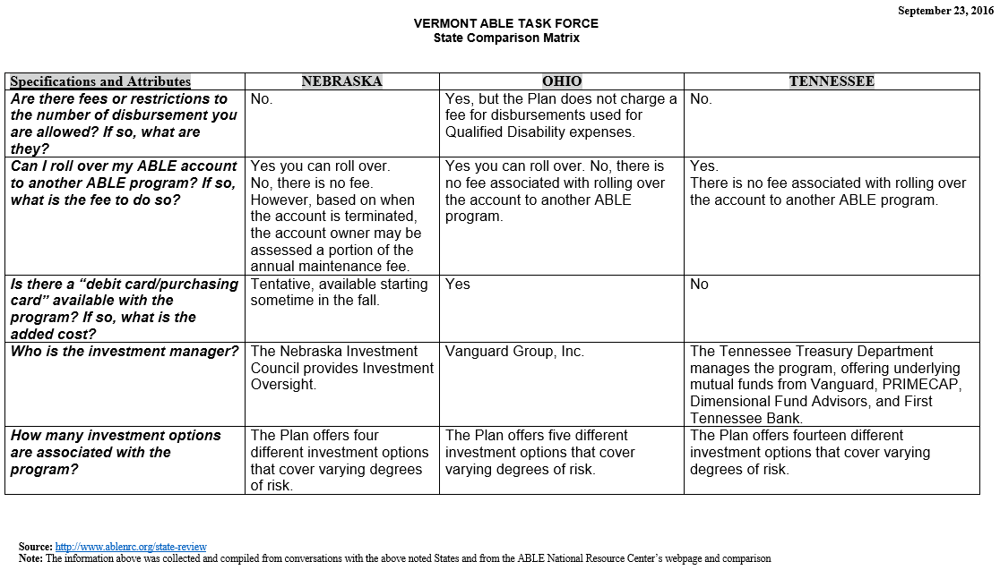 September 23, 2016
VERMONT ABLE TASK FORCE
State Comparison Matrix
Specifications and Attributes
NEBRASKA
OHIO
TENNESSEE
Are there fees or restrictions to
the number of disbursement you
are allowed? If so, what are
they?
No.
Yes, but the Plan does not charge a
fee for disbursements used for
Qualified Disability expenses.
No.
Can I roll over my ABLE account
to another ABLE program? If so,
what is the fee to do so?
Yes you can roll over.
No, there is no fee.
However, based on when
the account is terminated,
the account owner may be
assessed a portion of the
annual maintenance fee.
Yes you can roll over. No, there is
no fee associated with rolling over
the account to another ABLE
program.
Yes.
There is no fee associated with rolling over
the account to another ABLE program.
Is there a “debit card/purchasing
card” available with the
program? If so, what is the
added cost?
Tentative, available starting
sometime in the fall.
Yes
No
Who is the investment manager?
The Nebraska Investment
Council provides Investment
Oversight.
Vanguard Group, Inc.
The Tennessee Treasury Department
manages the program, offering underlying
mutual funds from Vanguard, PRIMECAP,
Dimensional Fund Advisors, and First
Tennessee Bank.
How many investment options
are associated with the
program?
The Plan offers four
different investment options
that cover varying degrees
of risk.
The Plan offers five different
investment options that cover
varying degrees of risk.
The Plan offers fourteen different
investment options that cover varying
degrees of risk.
Source: http://www.ablenrc.org/state-review
Note: The information above was collected and compiled from conversations with the above noted States and from the ABLE National Resource Center’s webpage and comparison